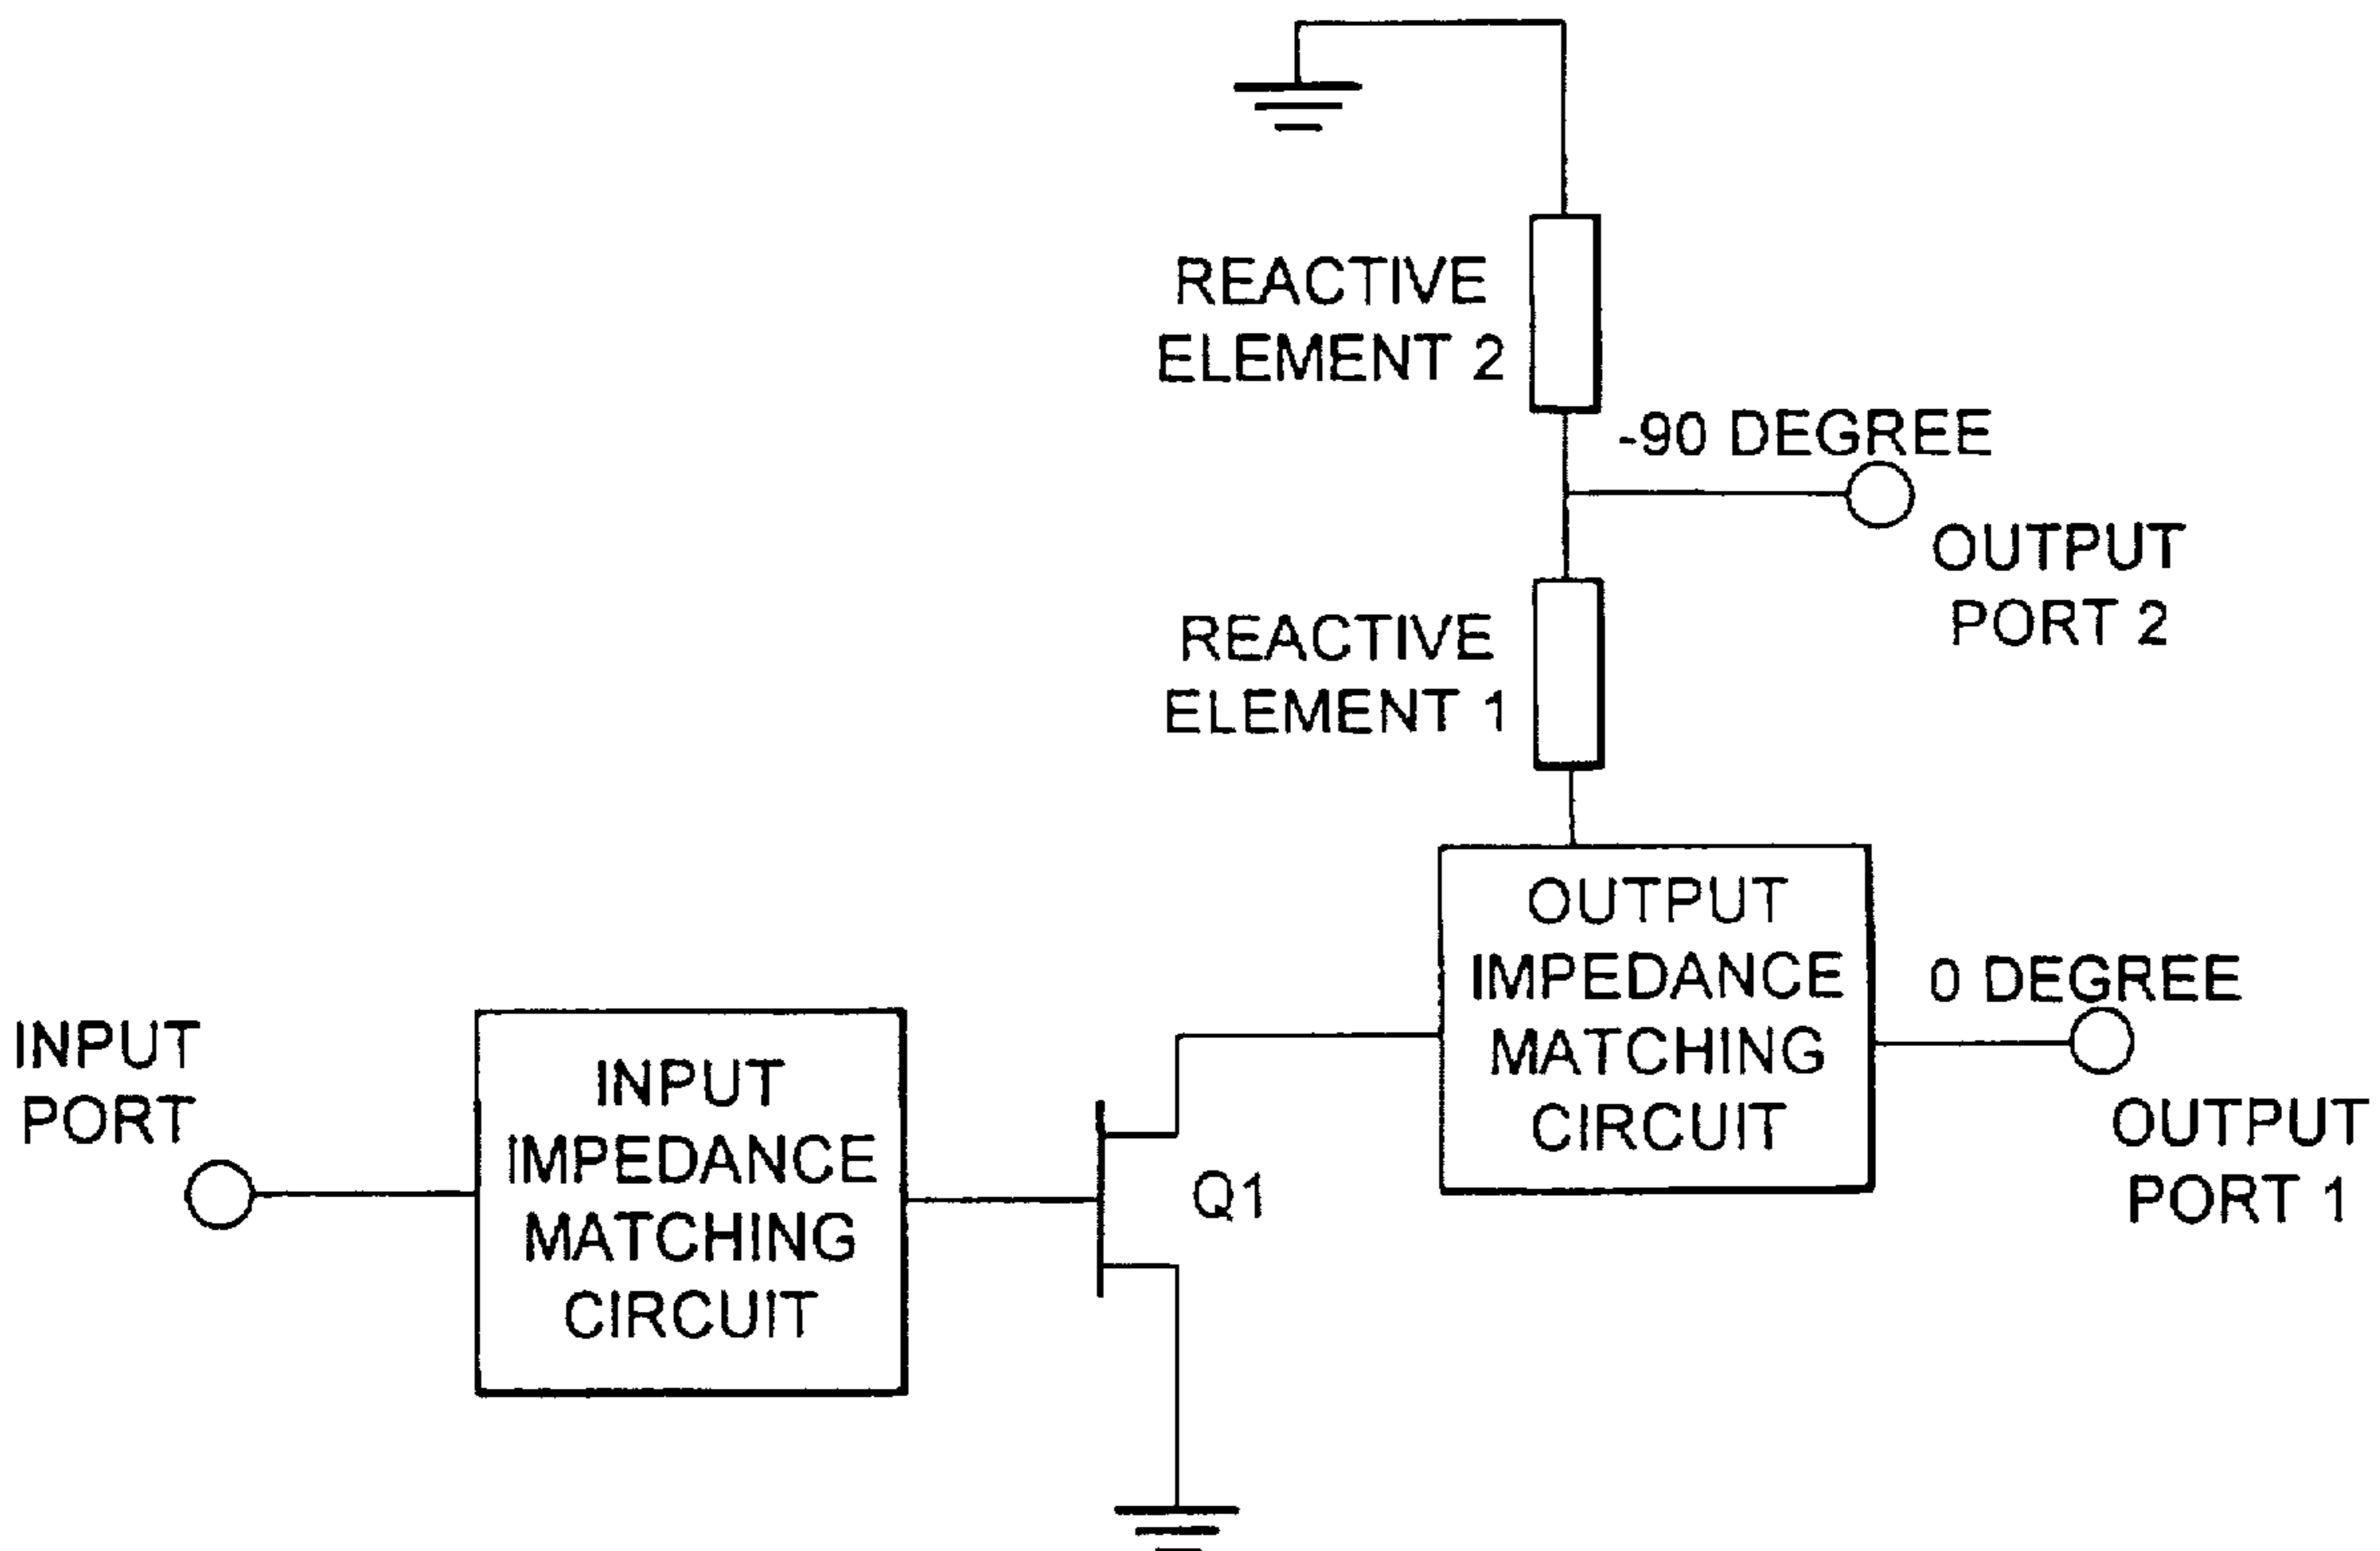 REACTIVE
ELEMENT 2
-90 DEGREE
OUTPUT
PORT 2
REACTIVE
ELEMENT 1
OUTPUT
IMPEDANCE
MATCHING
CIRCUIT
0 DEGREE
OUTPUT
PORT 1
INPUT
PORT
INPUT
IMPEDANCE
MATCHING
CIRCUIT
Q1